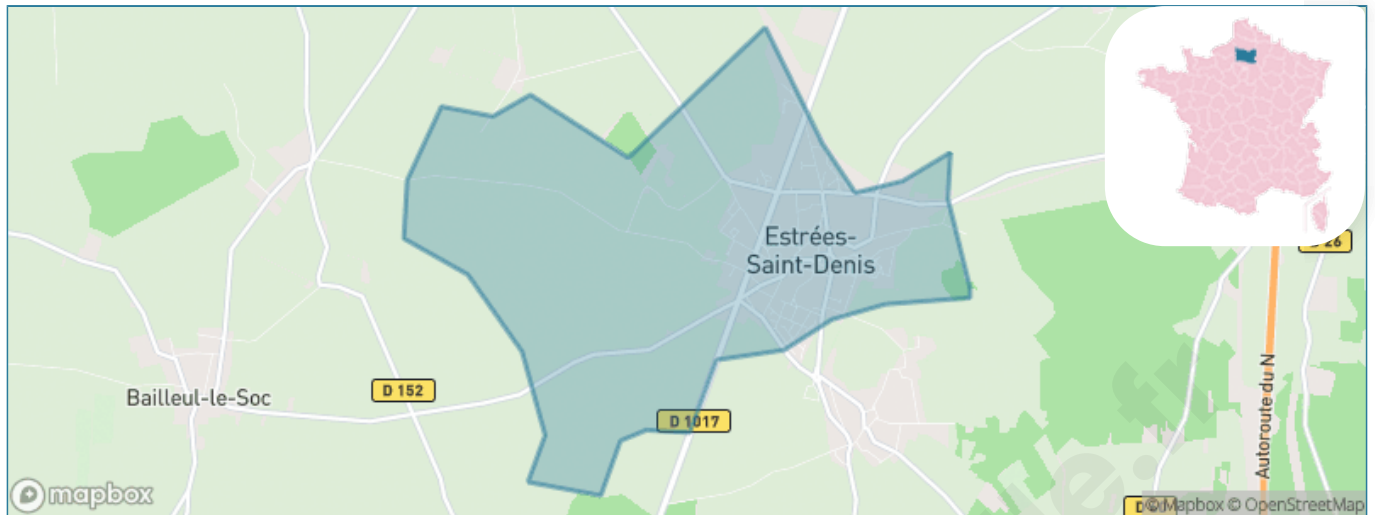 Estrées-
Saint-Denis
D 26
Bailleul-le-Soc
D 152
D 1017
Autoroute du N
mapbox
© Mapbox © OpenStreetMap